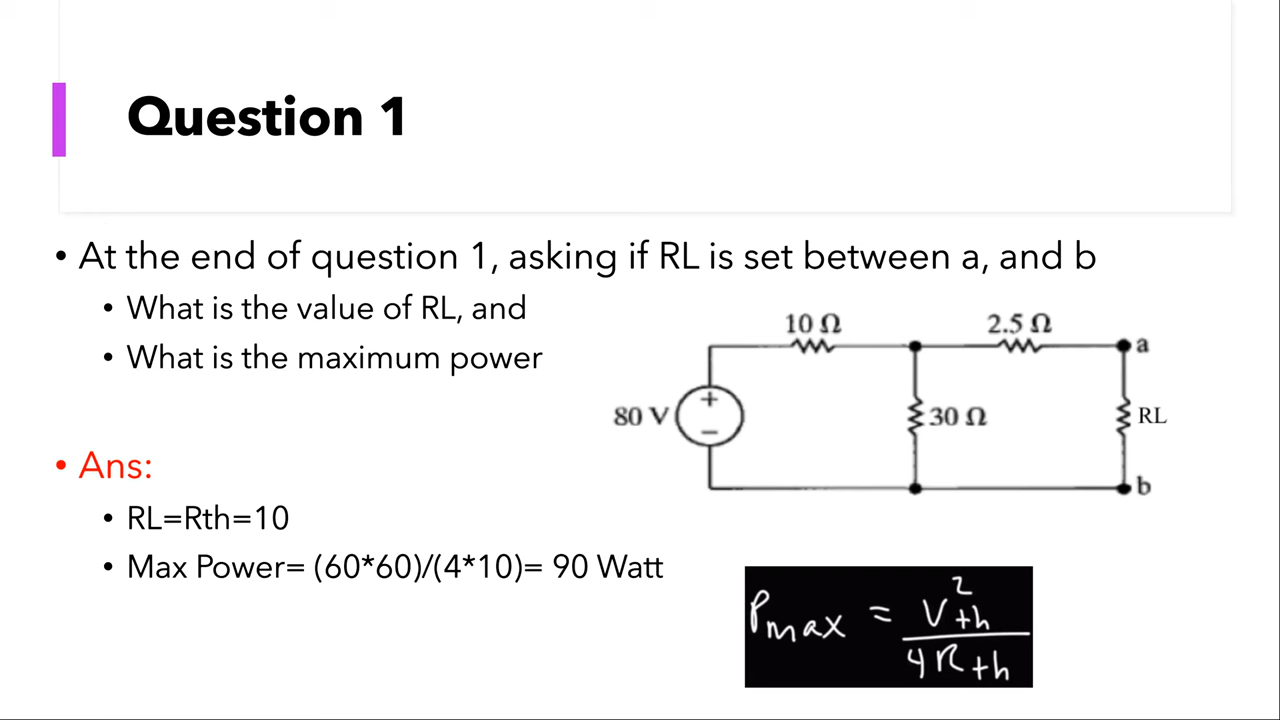 Question 1
• At the end of question 1, asking if RL is set between a, and b
• What is the value of RL, and
• What is the maximum power
10 Ω
2.5 Ω
a
80 V
+
−
30 Ω
RL
b
• Ans:
• RL=Rth=10
• Max Power= (60*60)/(4*10)= 90 Watt
Pmax = V²th / 4Rth